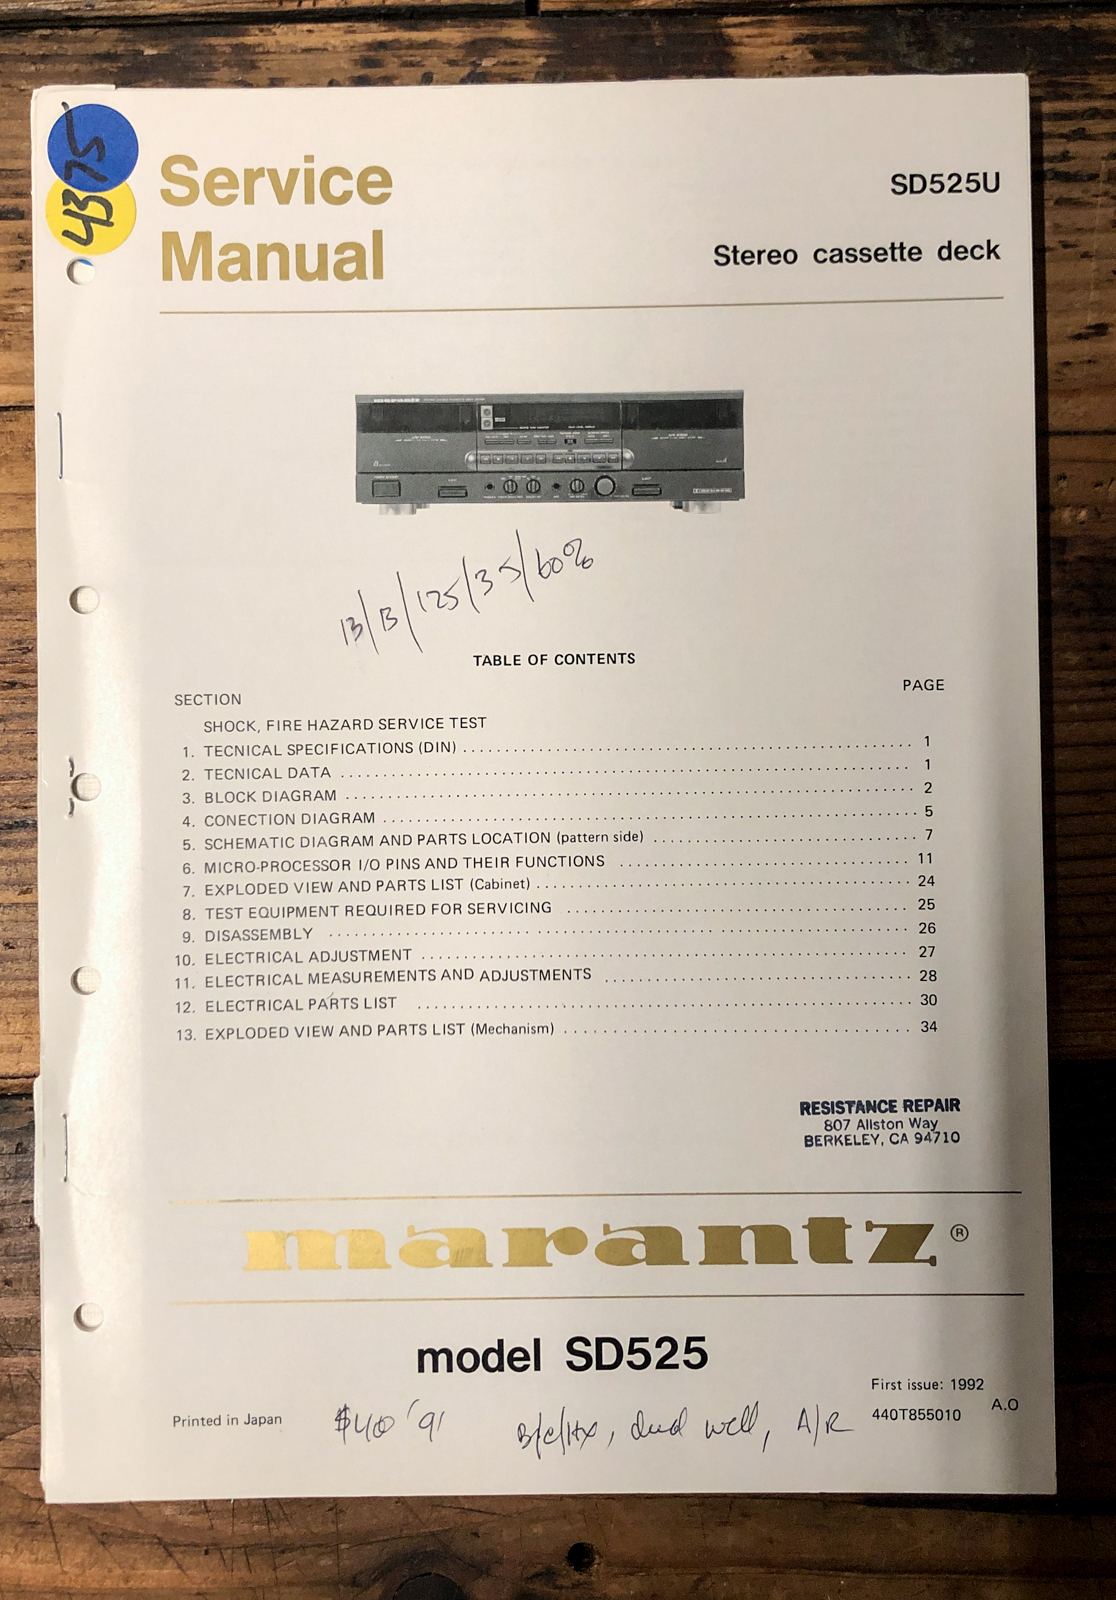 4375
Service
Manual
SD525U
Stereo cassette deck
B/B/125/35/60%
TABLE OF CONTENTS
SECTION PAGE
SHOCK, FIRE HAZARD SERVICE TEST
1. TECNICAL SPECIFICATIONS (DIN) 1
2. TECNICAL DATA 1
3. BLOCK DIAGRAM 2
4. CONECTION DIAGRAM 5
5. SCHEMATIC DIAGRAM AND PARTS LOCATION (pattern side) 7
6. MICRO-PROCESSOR I/O PINS AND THEIR FUNCTIONS 11
7. EXPLODED VIEW AND PARTS LIST (Cabinet) 24
8. TEST EQUIPMENT REQUIRED FOR SERVICING 25
9. DISASSEMBLY 26
10. ELECTRICAL ADJUSTMENT 27
11. ELECTRICAL MEASUREMENTS AND ADJUSTMENTS 28
12. ELECTRICAL PARTS LIST 30
13. EXPLODED VIEW AND PARTS LIST (Mechanism) 34
RESISTANCE REPAIR
807 Allston Way
BERKELEY, CA 94710
marantz®
model SD525
First issue: 1992
Printed in Japan
$40 '91
B/C/HX, dual well, A/R
440T855010
A.O